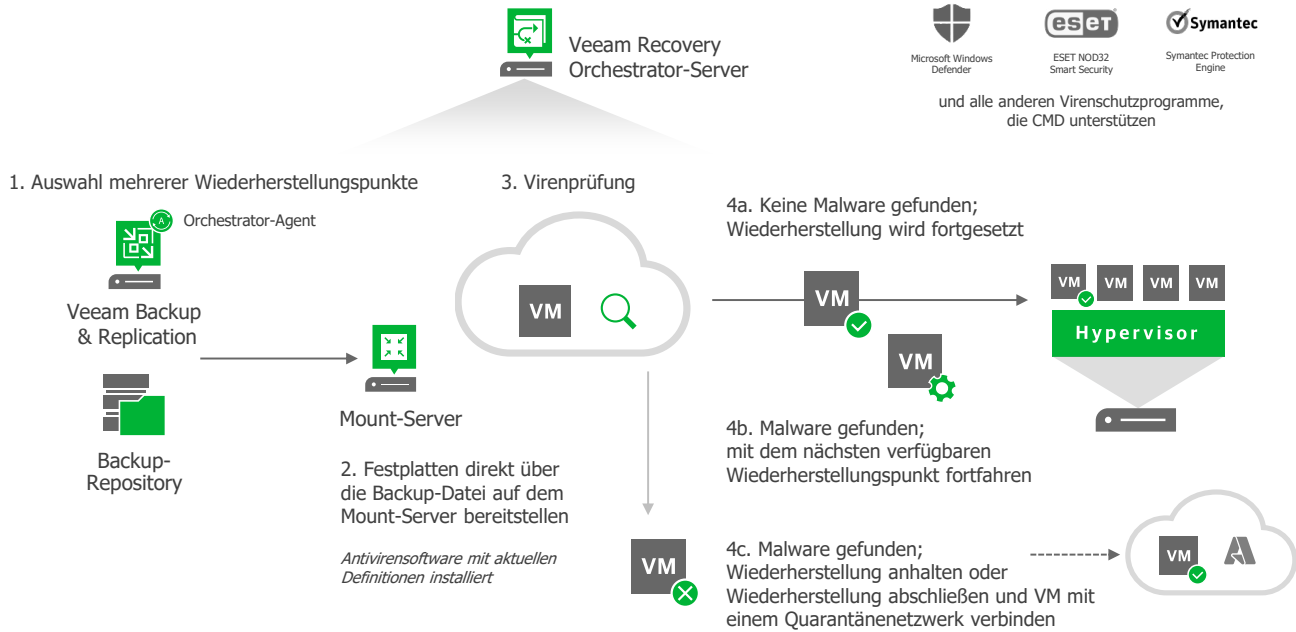 Veeam Recovery
Orchestrator-Server
Microsoft Windows
Defender
eseT
ESET NOD32
Smart Security
Symantec
Symantec Protection
Engine
und alle anderen Virenschutzprogramme,
die CMD unterstützen
1. Auswahl mehrerer Wiederherstellungspunkte
A
Orchestrator-Agent
Veeam Backup
& Replication
Backup-
Repository
Mount-Server
2. Festplatten direkt über
die Backup-Datei auf dem
Mount-Server bereitstellen
Antivirensoftware mit aktuellen
Definitionen installiert
3. Virenprüfung
VM
4a. Keine Malware gefunden;
Wiederherstellung wird fortgesetzt
VM
VM
VM
VM
VM
VM
Hypervisor
4b. Malware gefunden;
mit dem nächsten verfügbaren
Wiederherstellungspunkt fortfahren
VM
4c. Malware gefunden;
Wiederherstellung anhalten oder
Wiederherstellung abschließen und VM mit
einem Quarantänenetzwerk verbinden
VM